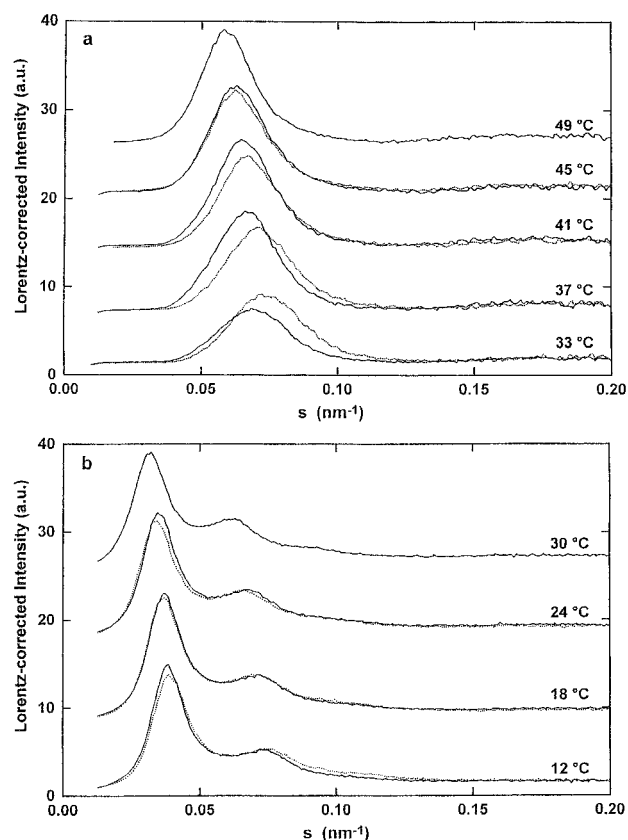 a
Lorentz-corrected Intensity (a.u.)
40
30
20
10
0
49 °C
45 °C
41 °C
37 °C
33 °C
0.00 0.05 0.10 0.15 0.20
s (nm⁻¹)
b
Lorentz-corrected Intensity (a.u.)
40
30
20
10
0
30 °C
24 °C
18 °C
12 °C
0.00 0.05 0.10 0.15 0.20
s (nm⁻¹)